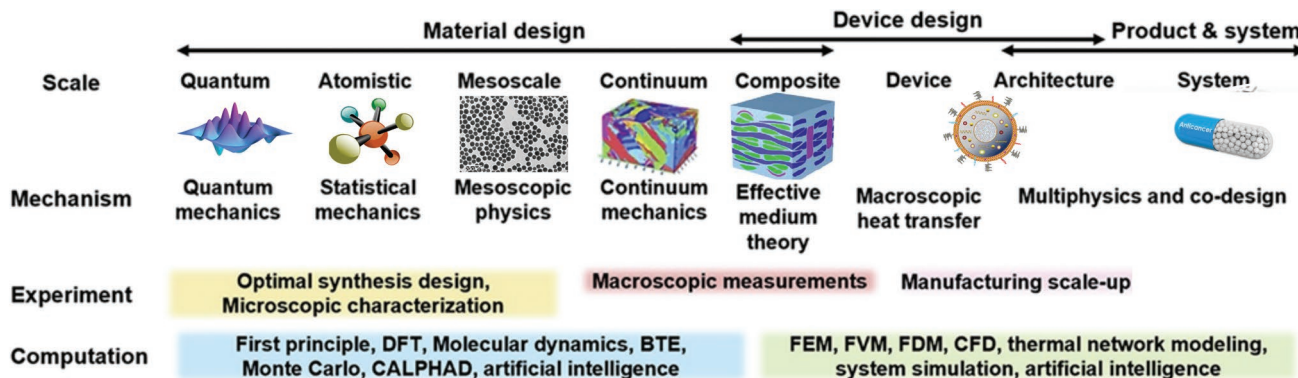 Material design
Device design
Product & system
Scale
Quantum
Atomistic
Mesoscale
Continuum
Composite
Device
Architecture
System
Anticancer
Mechanism
Quantum
mechanics
Statistical
mechanics
Mesoscopic
physics
Continuum
mechanics
Effective
medium
theory
Macroscopic
heat transfer
Multiphysics and co-design
Experiment
Optimal synthesis design,
Microscopic characterization
Macroscopic measurements
Manufacturing scale-up
Computation
First principle, DFT, Molecular dynamics, BTE,
Monte Carlo, CALPHAD, artificial intelligence
FEM, FVM, FDM, CFD, thermal network modeling,
system simulation, artificial intelligence